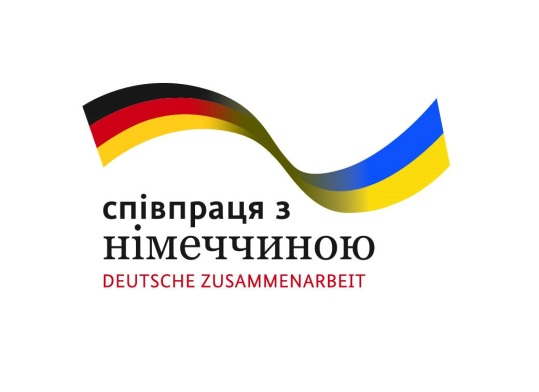 співпраця з
німеччиною
DEUTSCHE ZUSAMMENARBEIT